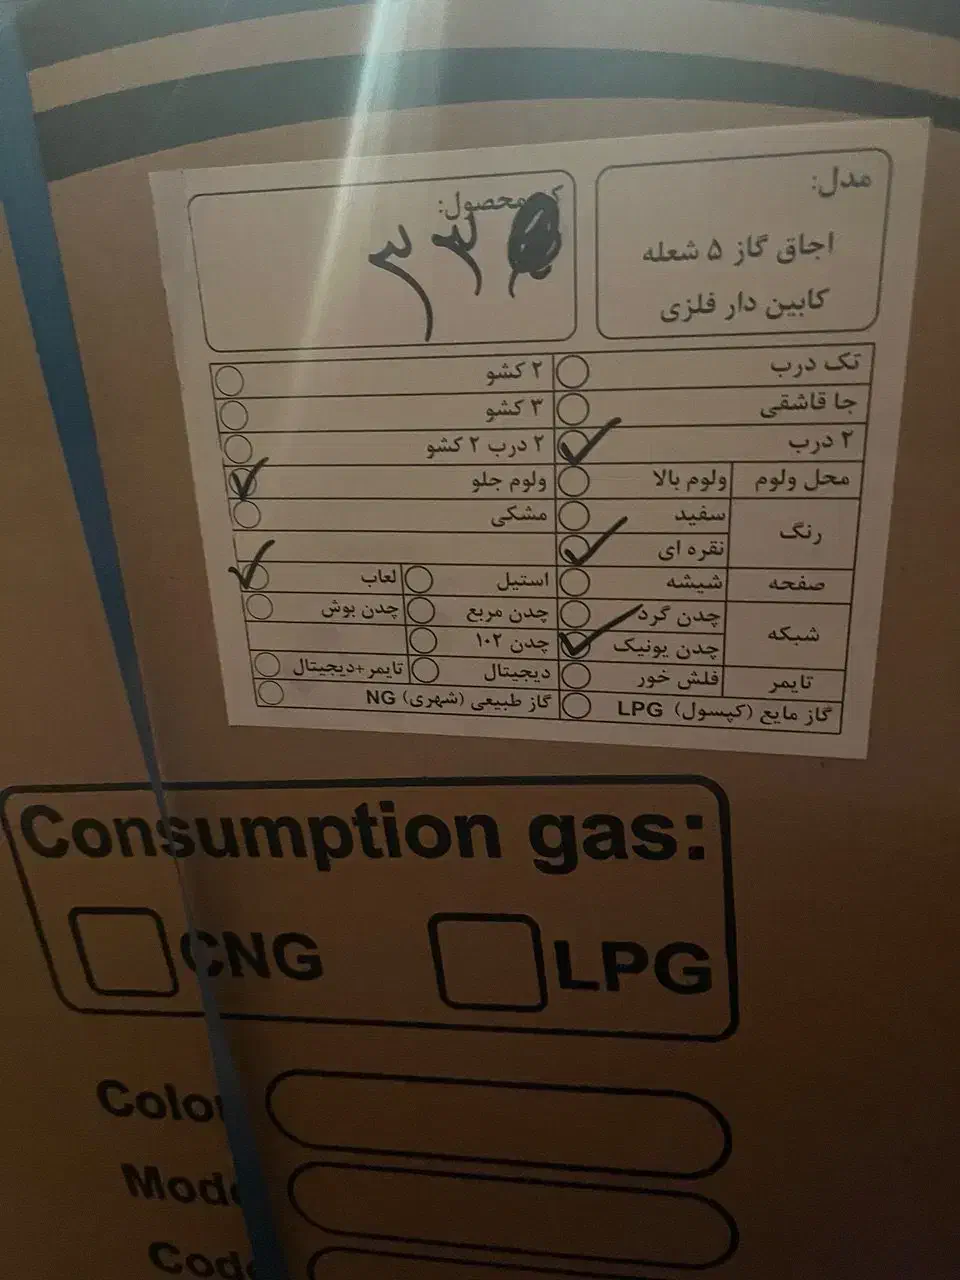 مدل:
اجاق گاز ۵ شعله
کابین دار فلزی
کد محصول:
۳۳
تک درب
۲ کشو
جا قاشقی
۳ کشو
۲ درب
۲ درب ۲ کشو
محل ولوم ولوم بالا ولوم جلو
رنگ سفید مشکی
نقره ای
صفحه شیشه استیل لعاب
شبکه چدن گرد چدن مربع چدن بوش
چدن یونیک چدن ۱۰۲
تایمر فلش خور دیجیتال تایمر+دیجیتال
گاز مایع (کپسول) LPG گاز طبیعی (شهری) NG
Consumption gas:
CNG LPG